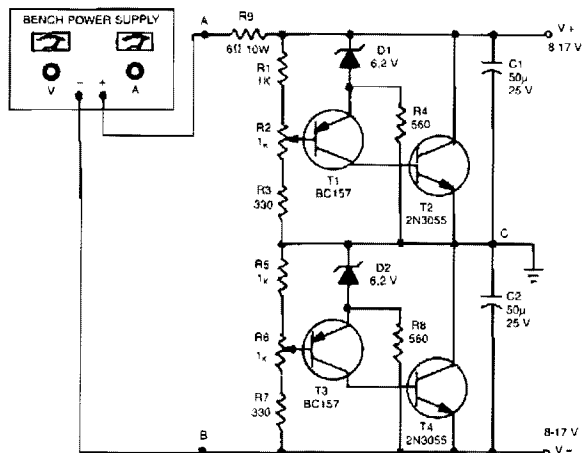 BENCH POWER SUPPLY
V
-
+
A
A
R9
6Ω 10W
R1
1K
R2
1K
R3
330
D1
6.2 V
R4
560
T1
BC157
T2
2N3055
V +
8-17 V
C1
50µ
25 V
C
R5
1K
R6
1K
R7
330
D2
6.2 V
R8
560
T3
BC157
T4
2N3055
C2
50µ
25 V
B
8-17 V
V -